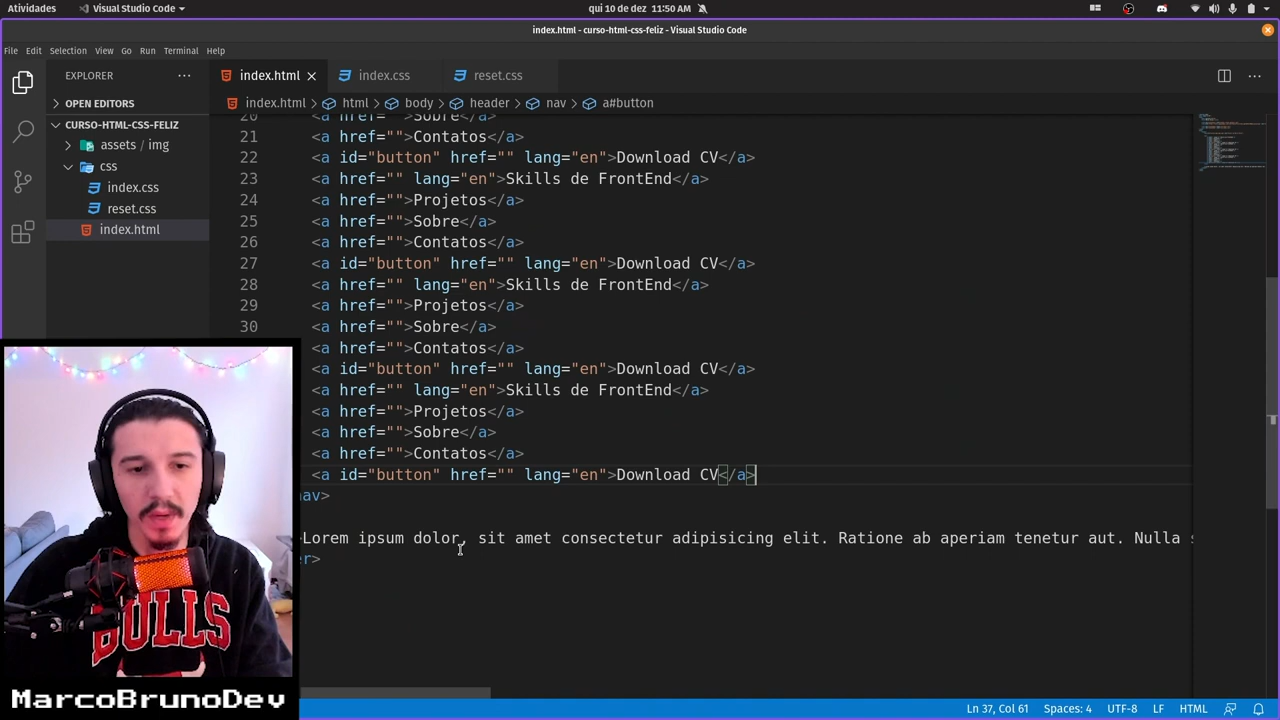 Atividades
Visual Studio Code
qui 10 de dez 11:50 AM
index.html - curso-html-css-feliz - Visual Studio Code
File Edit Selection View Go Run Terminal Help
EXPLORER
index.html
index.css
reset.css
OPEN EDITORS
index.html > html > body > header > nav > a#button
CURSO-HTML-CSS-FELIZ
assets / img
css
index.css
reset.css
index.html
20 <a href="">Sobre</a>
21 <a href="">Contatos</a>
22 <a id="button" href="" lang="en">Download CV</a>
23 <a href="" lang="en">Skills de FrontEnd</a>
24 <a href="">Projetos</a>
25 <a href="">Sobre</a>
26 <a href="">Contatos</a>
27 <a id="button" href="" lang="en">Download CV</a>
28 <a href="" lang="en">Skills de FrontEnd</a>
29 <a href="">Projetos</a>
30 <a href="">Sobre</a>
<a href="">Contatos</a>
<a id="button" href="" lang="en">Download CV</a>
<a href="" lang="en">Skills de FrontEnd</a>
<a href="">Projetos</a>
<a href="">Sobre</a>
<a href="">Contatos</a>
<a id="button" href="" lang="en">Download CV</a>
nav>
Lorem ipsum dolor, sit amet consectetur adipisicing elit. Ratione ab aperiam tenetur aut. Nulla s
er>
BULLS
MarcoBrunoDev
Ln 37, Col 61 Spaces: 4 UTF-8 LF HTML